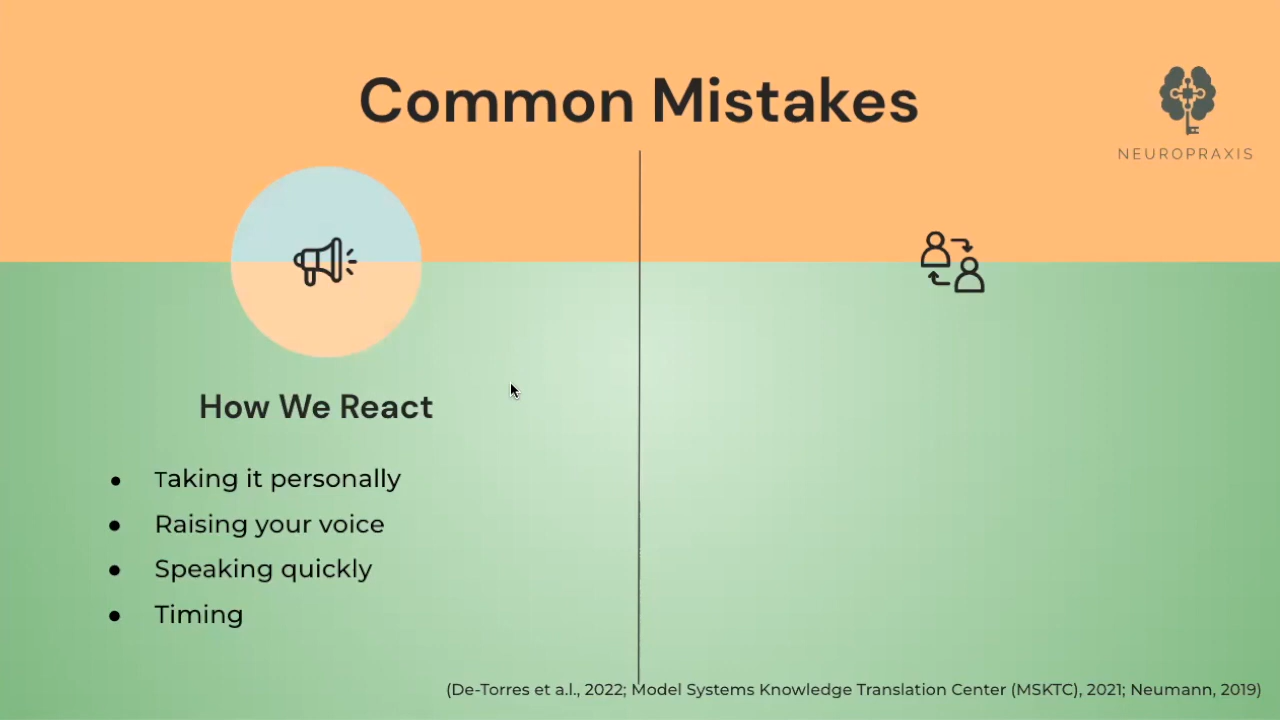 Common Mistakes
NEUROPRAXIS
How We React
● Taking it personally
● Raising your voice
● Speaking quickly
● Timing
(De-Torres et a.l., 2022; Model Systems Knowledge Translation Center (MSKTC), 2021; Neumann, 2019)